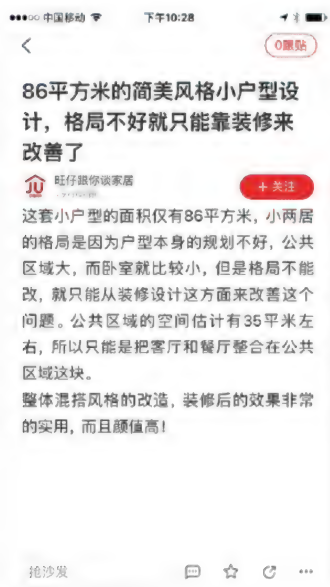 中国移动 下午10:28
0跟贴
86平方米的简美风格小户型设
计，格局不好就只能靠装修来
改善了
旺仔跟你谈家居
+ 关注
这套小户型的面积仅有86平方米，小两居
的格局是因为户型本身的规划不好，公共
区域大，而卧室就比较小，但是格局不能
改，就只能从装修设计这方面来改善这个
问题。公共区域的空间估计有35平米左
右，所以只能是把客厅和餐厅整合在公共
区域这块。
整体混搭风格的改造，装修后的效果非常
的实用，而且颜值高！
抢沙发